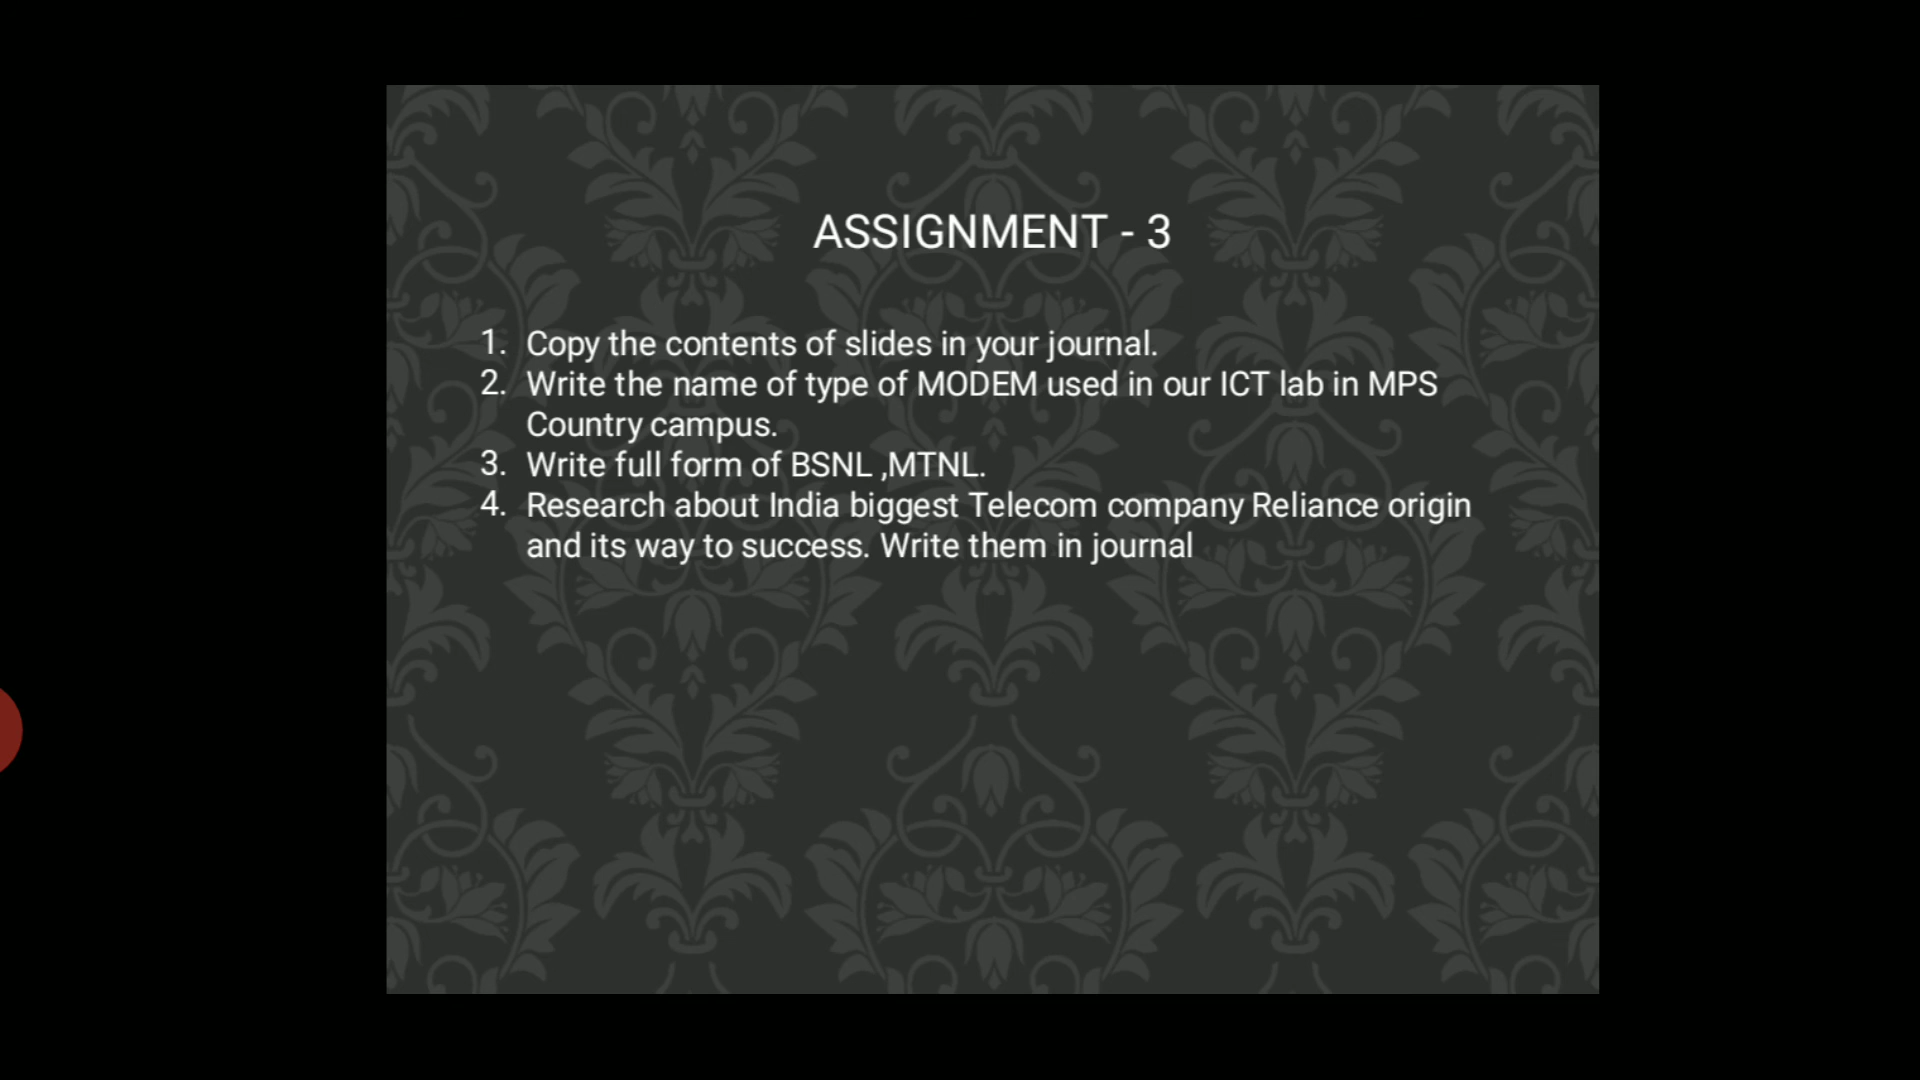 ASSIGNMENT - 3
1. Copy the contents of slides in your journal.
2. Write the name of type of MODEM used in our ICT lab in MPS
Country campus.
3. Write full form of BSNL ,MTNL.
4. Research about India biggest Telecom company Reliance origin
and its way to success. Write them in journal